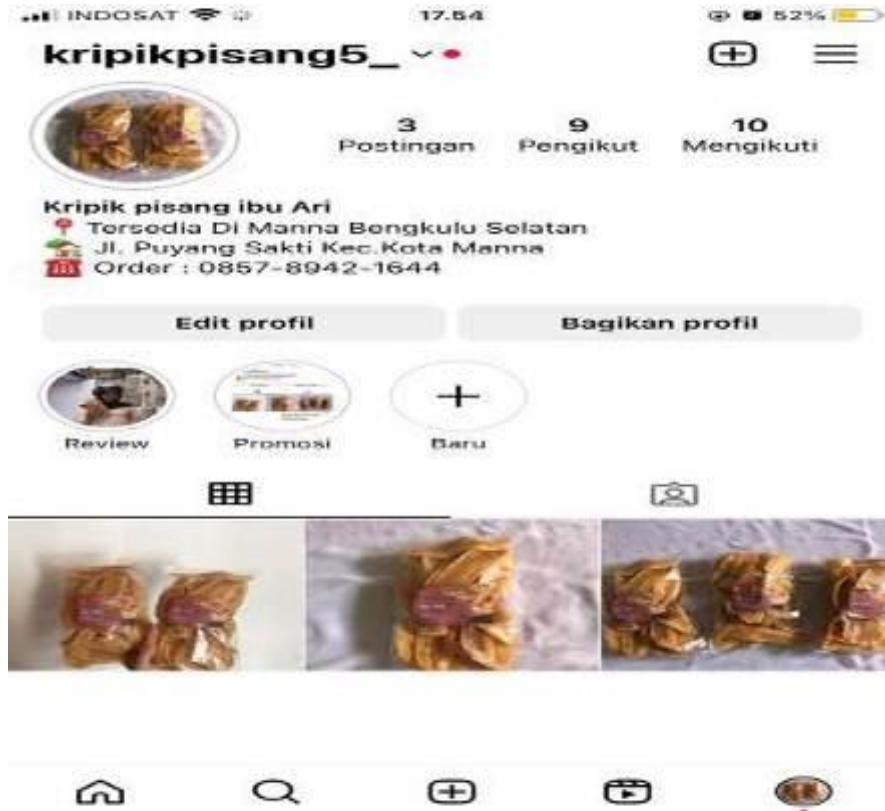 INDOSAT 17.54 52%
kripikpisang5_
3 9 10
Postingan Pengikut Mengikuti
Kripik pisang ibu Ari
Tersedia Di Manna Bengkulu Selatan
Jl. Puyang Sakti Kec.Kota Manna
Order : 0857-8942-1644
Edit profil Bagikan profil
Review Promosi Baru